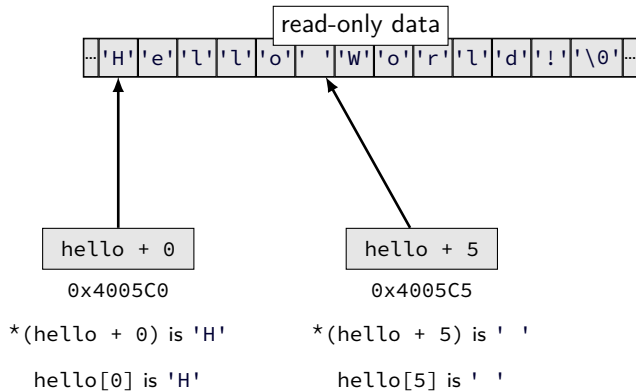 read-only data
... 'H' 'e' 'l' 'l' 'o' ' ' 'W' 'o' 'r' 'l' 'd' '!' '\0' ...
hello + 0 hello + 5
0x4005C0 0x4005C5
*(hello + 0) is 'H' *(hello + 5) is ' '
hello[0] is 'H' hello[5] is ' '